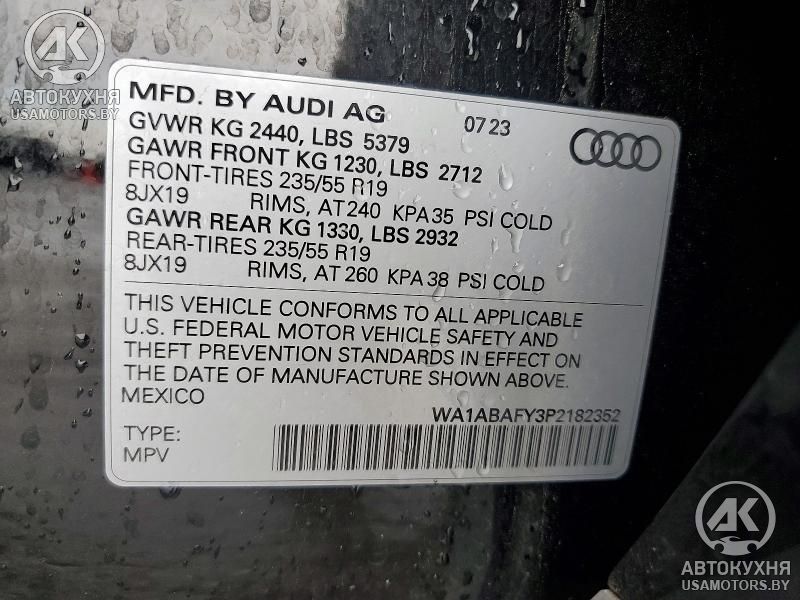 AK
АВТОКУХНЯ
USAMOTORS.BY
MFD. BY AUDI AG 07 23
GVWR KG 2440, LBS 5379
GAWR FRONT KG 1230, LBS 2712
FRONT-TIRES 235/55 R19
8JX19 RIMS, AT 240 KPA 35 PSI COLD
GAWR REAR KG 1330, LBS 2932
REAR-TIRES 235/55 R19
8JX19 RIMS, AT 260 KPA 38 PSI COLD
THIS VEHICLE CONFORMS TO ALL APPLICABLE
U.S. FEDERAL MOTOR VEHICLE SAFETY AND
THEFT PREVENTION STANDARDS IN EFFECT ON
THE DATE OF MANUFACTURE SHOWN ABOVE.
MEXICO
WA1ABAFY3P2182352
TYPE:
MPV
AK
АВТОКУХНЯ
USAMOTORS.BY